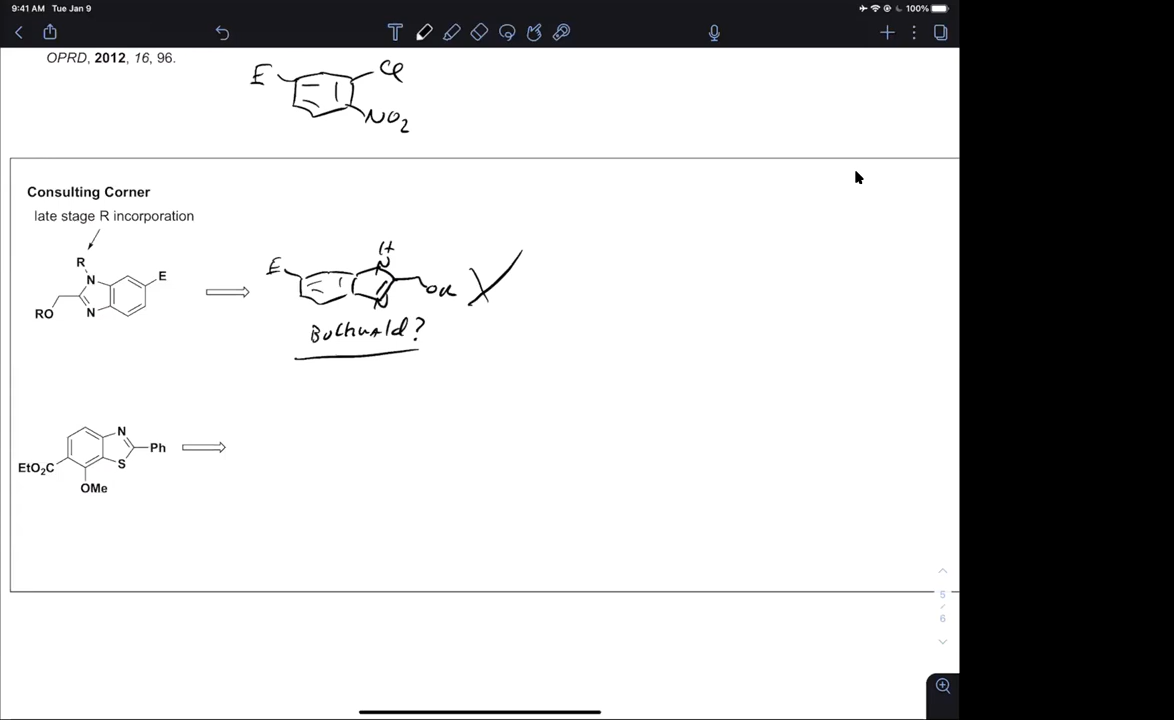 9:41 AM Tue Jan 9
100%
OPRD, 2012, 16, 96.
E
Cl
NO2
Consulting Corner
late stage R incorporation
R
N
E
RO
N
E
H
N
N
OR
X
Buchwald?
N
Ph
S
EtO2C
OMe
5
/
6